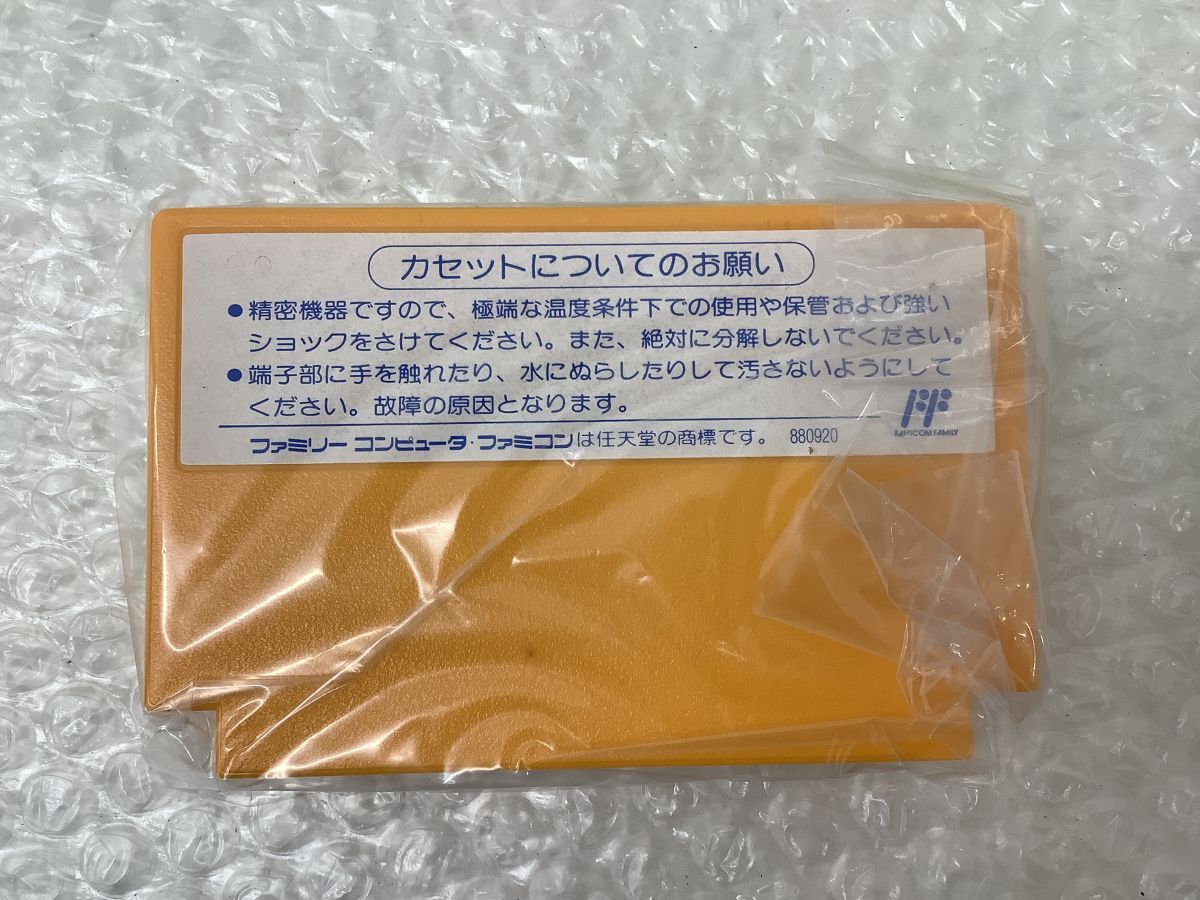 カセットについてのお願い
●精密機器ですので、極端な温度条件下での使用や保管および強い
ショックをさけてください。また、絶対に分解しないでください。
●端子部に手を触れたり、水にぬらしたりして汚さないようにして
ください。故障の原因となります。
FF
FAMICOM FAMILY
ファミリー コンピュータ・ファミコンは任天堂の商標です。 880920